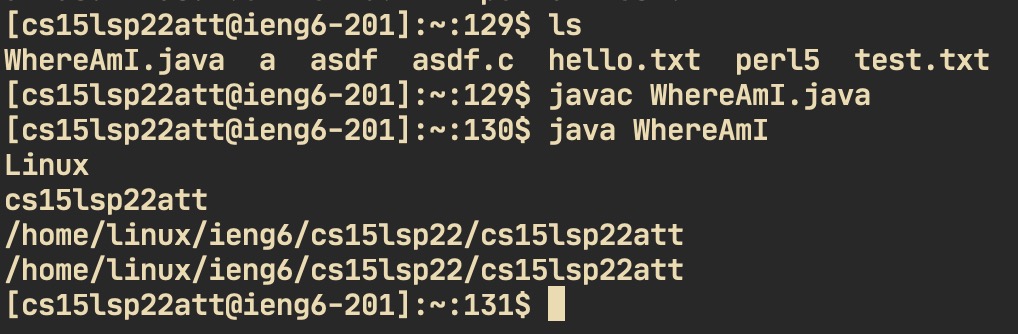 [cs15lsp22att@ieng6-201]:~:129$ ls
WhereAmI.java  a  asdf  asdf.c  hello.txt  perl5  test.txt
[cs15lsp22att@ieng6-201]:~:129$ javac WhereAmI.java
[cs15lsp22att@ieng6-201]:~:130$ java WhereAmI
Linux
cs15lsp22att
/home/linux/ieng6/cs15lsp22/cs15lsp22att
/home/linux/ieng6/cs15lsp22/cs15lsp22att
[cs15lsp22att@ieng6-201]:~:131$